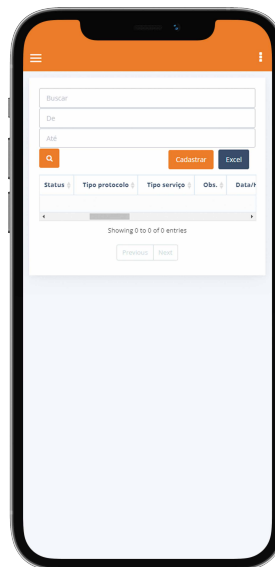 Buscar
De
Até
Cadastrar Excel
Status Tipo protocolo Tipo serviço Obs. Data/H
Showing 0 to 0 of 0 entries
Previous Next